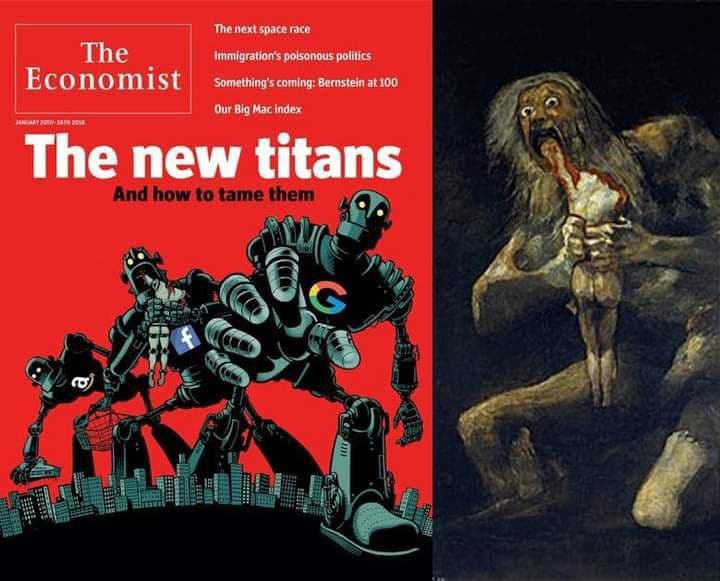 The
Economist
JANUARY 20TH-26TH 2018
The next space race
Immigration's poisonous politics
Something's coming: Bernstein at 100
Our Big Mac index
The new titans
And how to tame them
G
f
a